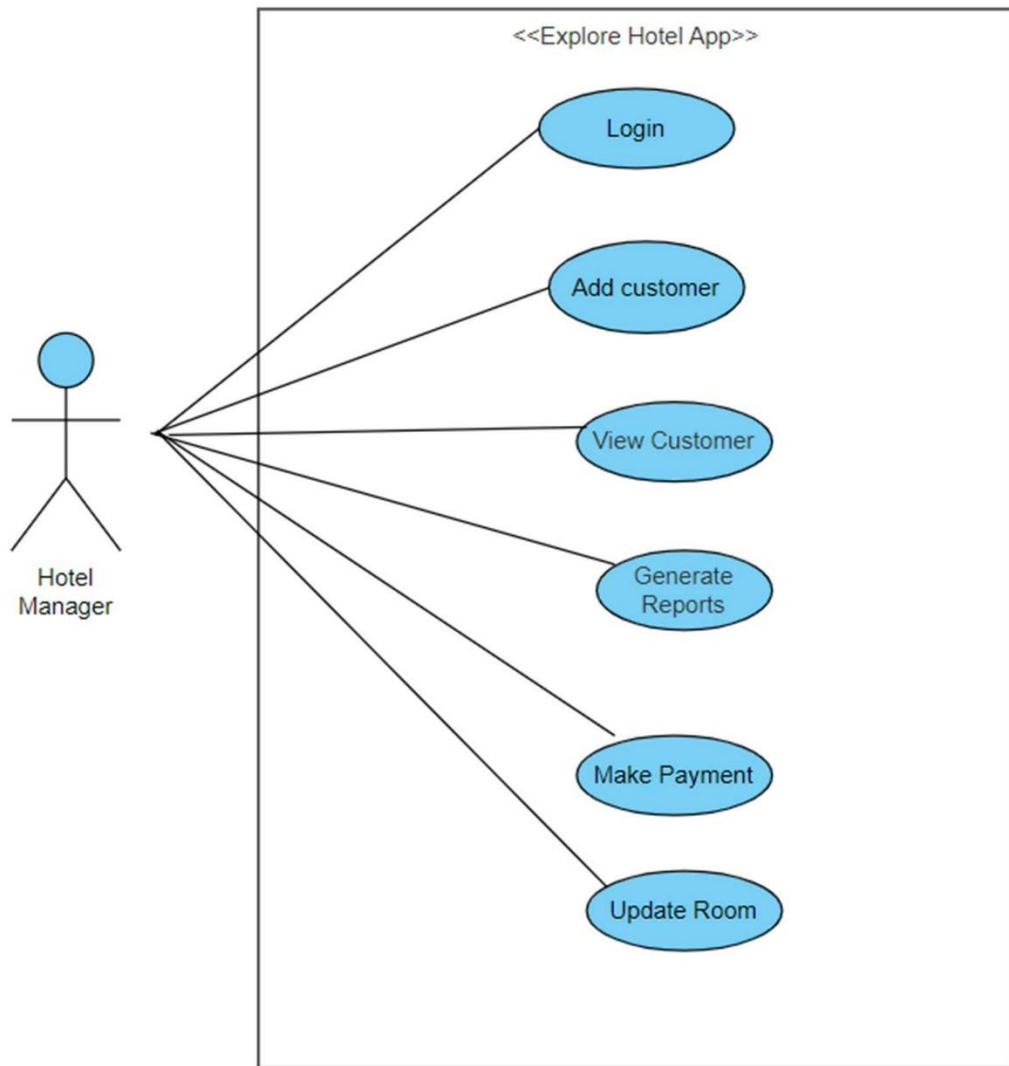 <<Explore Hotel App>>
Login
Add customer
View Customer
Generate
Reports
Make Payment
Update Room
Hotel
Manager